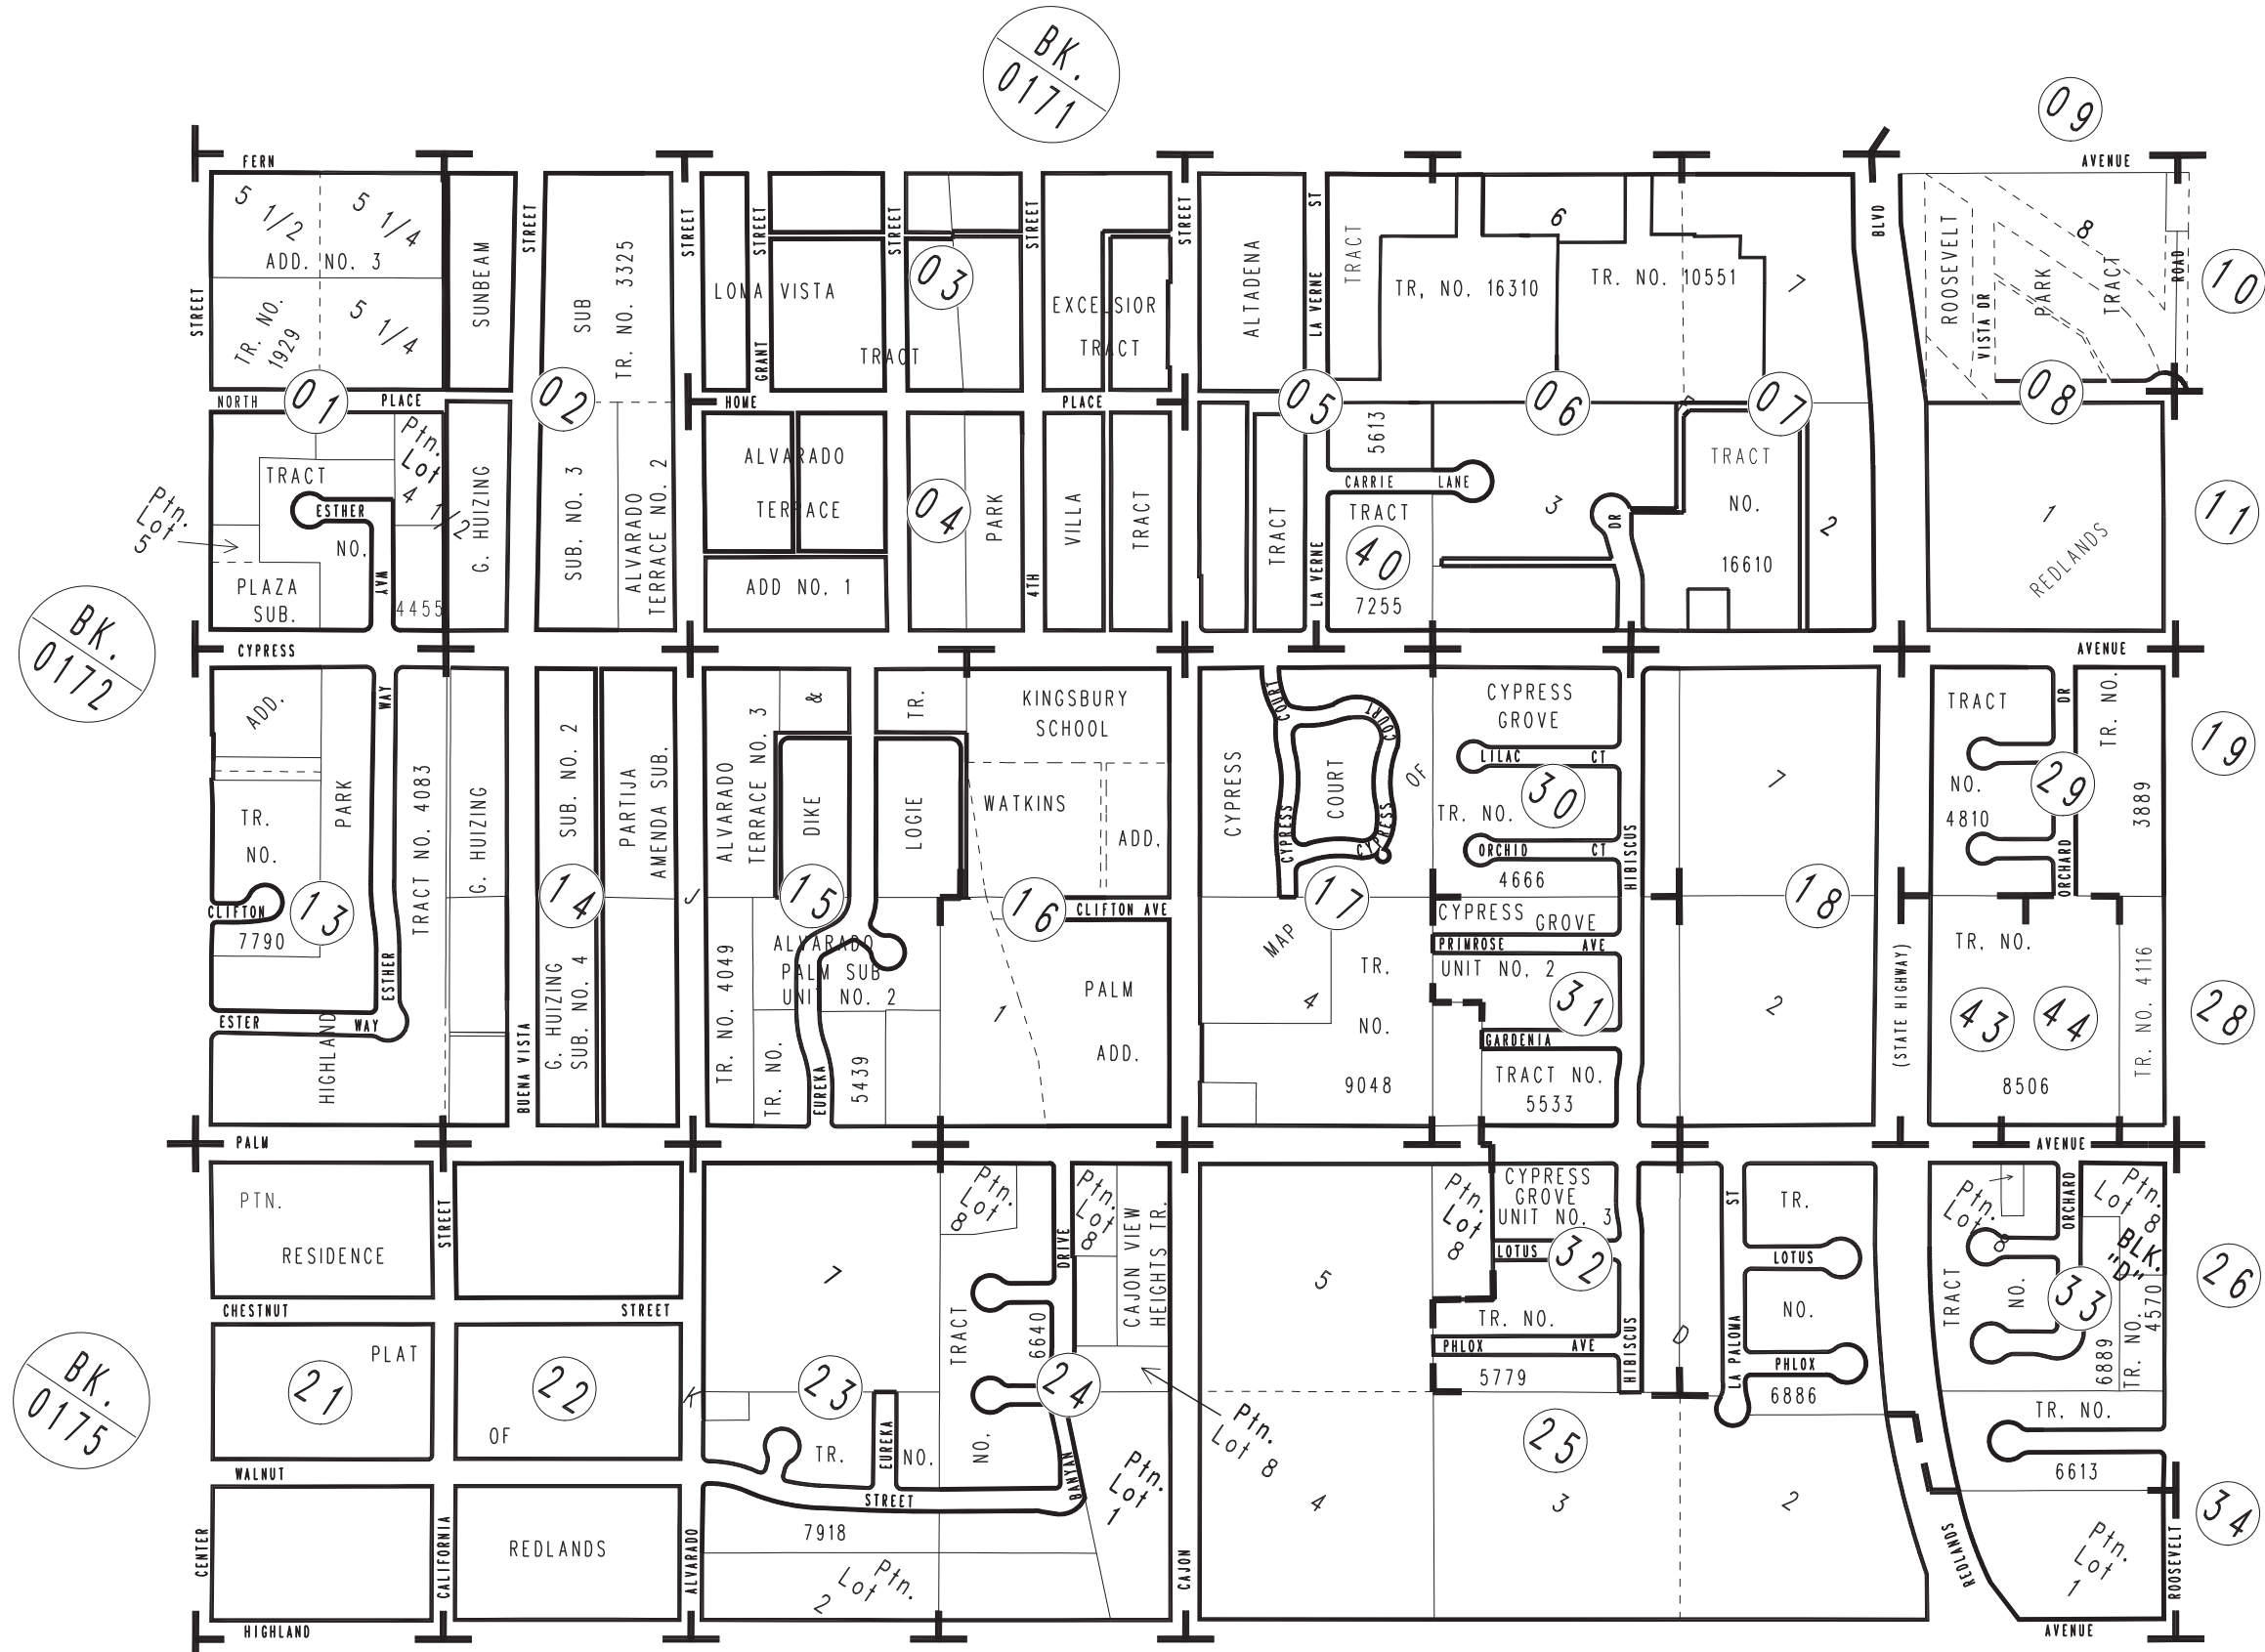 BK.
0171
09
FERN
AVENUE
5 1/2
5 1/4
ADD. NO. 3
TR. NO.
1929
5 1/4
STREET
SUNBEAM
STREET
SUB
TR. NO. 3325
STREET
STREET
STREET
STREET
STREET
LOMA VISTA
GRANT
TRACT
03
EXCELSIOR
TRACT
ALTADENA
ST
LA VERNE
TRACT
TR, NO. 16310
6
TR. NO. 10551
7
BLVD
ROOSEVELT
PARK
TRACT
8
VISTA DR
ROAD
10
NORTH
01
PLACE
02
HOME
PLACE
05
06
07
08
Ptn.
Lot
4 1/2
TRACT
ESTHER
NO.
WAY
4455
Ptn.
Lot
5
PLAZA
SUB.
G. HUIZING
SUB. NO. 3
ALVARADO
TERRACE NO. 2
ALVARADO
TERRACE
ADD NO. 1
04
PARK
4TH
VILLA
TRACT
TRACT
LA VERNE
5613
CARRIE LANE
TRACT
40
7255
3
DR
TRACT
NO.
16610
2
1
REDLANDS
11
BK.
0172
CYPRESS
AVENUE
ADD.
WAY
PARK
TR.
NO.
CLIFTON
7790
13
TRACT NO. 4083
G. HUIZING
ESTHER
ESTER WAY
HIGHLAND
BUENA VISTA
SUB. NO. 2
14
G. HUIZING
SUB. NO. 4
PARTIJA
AMENDA SUB.
J
ALVARADO
TERRACE NO. 3
&
TR.
DIKE
LOGIE
15
TR. NO. 4049
ALVARADO
PALM SUB
UNIT NO. 2
TR. NO.
EUREKA
5439
KINGSBURY
SCHOOL
WATKINS
ADD.
16
CLIFTON AVE
1
PALM
ADD.
CYPRESS
COURT
COURT
COURT
CYPRESS
CYPRESS
CYPRESS
OF
17
MAP
4
TR.
NO.
9048
CYPRESS
GROVE
LILAC CT
30
TR. NO.
ORCHID CT
4666
HIBISCUS
CYPRESS GROVE
PRIMROSE AVE
UNIT NO. 2
31
GARDENIA
TRACT NO.
5533
7
18
2
(STATE HIGHWAY)
TRACT
NO.
4810
DR
29
ORCHARD
TR. NO.
3889
19
TR. NO.
43
44
8506
TR. NO. 4116
28
PALM
AVENUE
PTN.
RESIDENCE
STREET
CHESTNUT
STREET
PLAT
21
OF
22
BK.
0175
K
WALNUT
CENTER
CALIFORNIA
REDLANDS
ALVARADO
7
23
TR.
EUREKA
NO.
STREET
7918
Ptn.
Lot
2
Ptn.
Lot
8
TRACT
6640
NO.
24
DRIVE
BANYAN
Ptn.
Lot
8
CAJON VIEW
HEIGHTS TR.
Ptn.
Lot 8
Ptn.
Lot
1
CAJON
5
4
Ptn.
Lot
8
CYPRESS
GROVE
UNIT NO. 3
LOTUS
32
TR. NO.
PHLOX AVE
5779
HIBISCUS
25
3
D
ST
LA PALOMA
TR.
LOTUS
NO.
PHLOX
6886
2
REDLANDS
Ptn.
Lot
8
ORCHARD
Ptn.
Lot 8
BLK.
"D"
TRACT
NO.
33
6889
TR. NO.
4570
26
TR. NO.
6613
34
Ptn.
Lot
1
ROOSEVELT
HIGHLAND
AVENUE